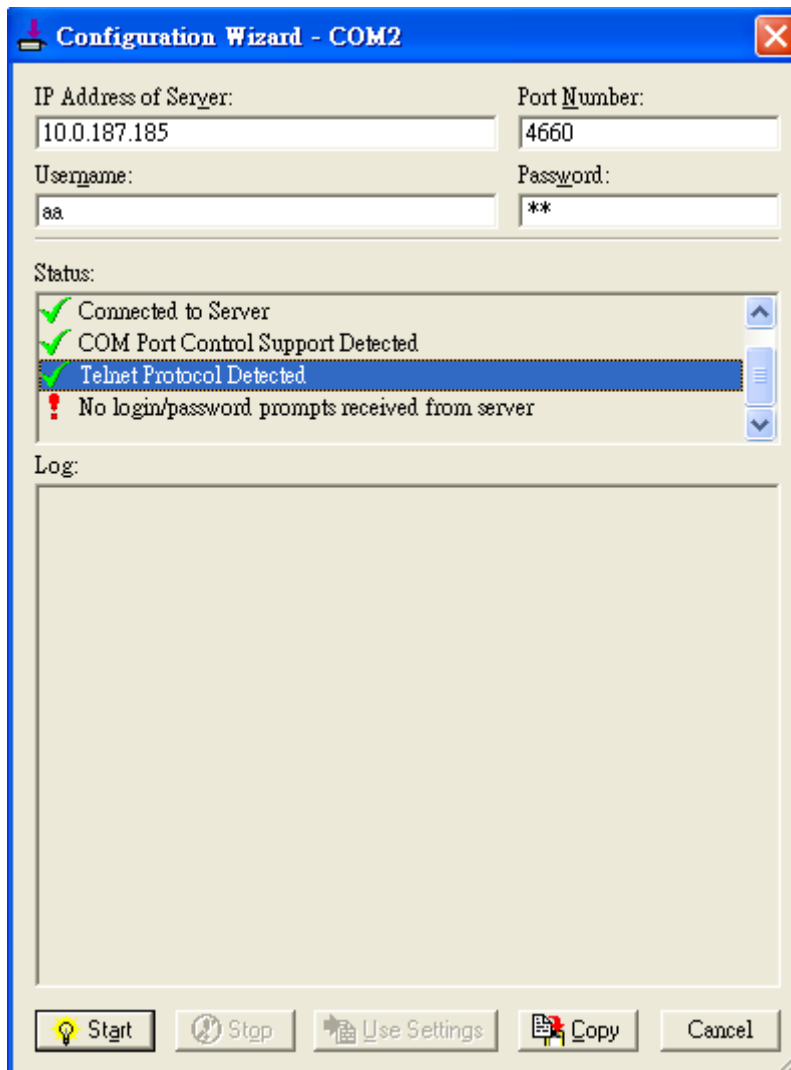 Configuration Wizard - COM2
IP Address of Server: Port Number:
10.0.187.185 4660
Username: Password:
aa **
Status:
Connected to Server
COM Port Control Support Detected
Telnet Protocol Detected
No login/password prompts received from server
Log:
Start Stop Use Settings Copy Cancel